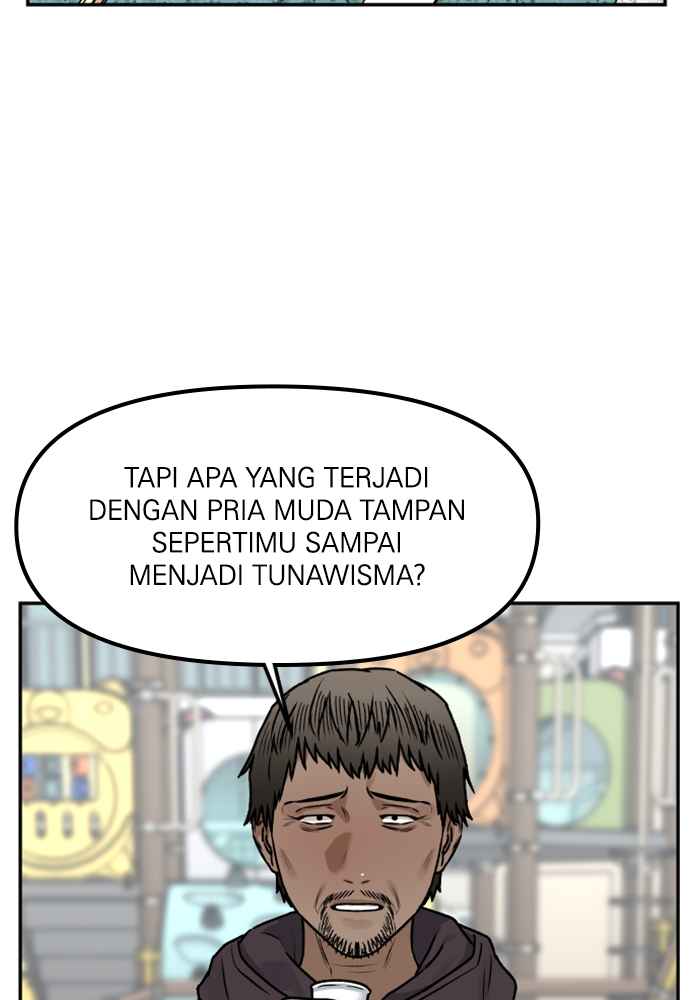 TAPI APA YANG TERJADI
DENGAN PRIA MUDA TAMPAN
SEPERTIMU SAMPAI
MENJADI TUNAWISMA?